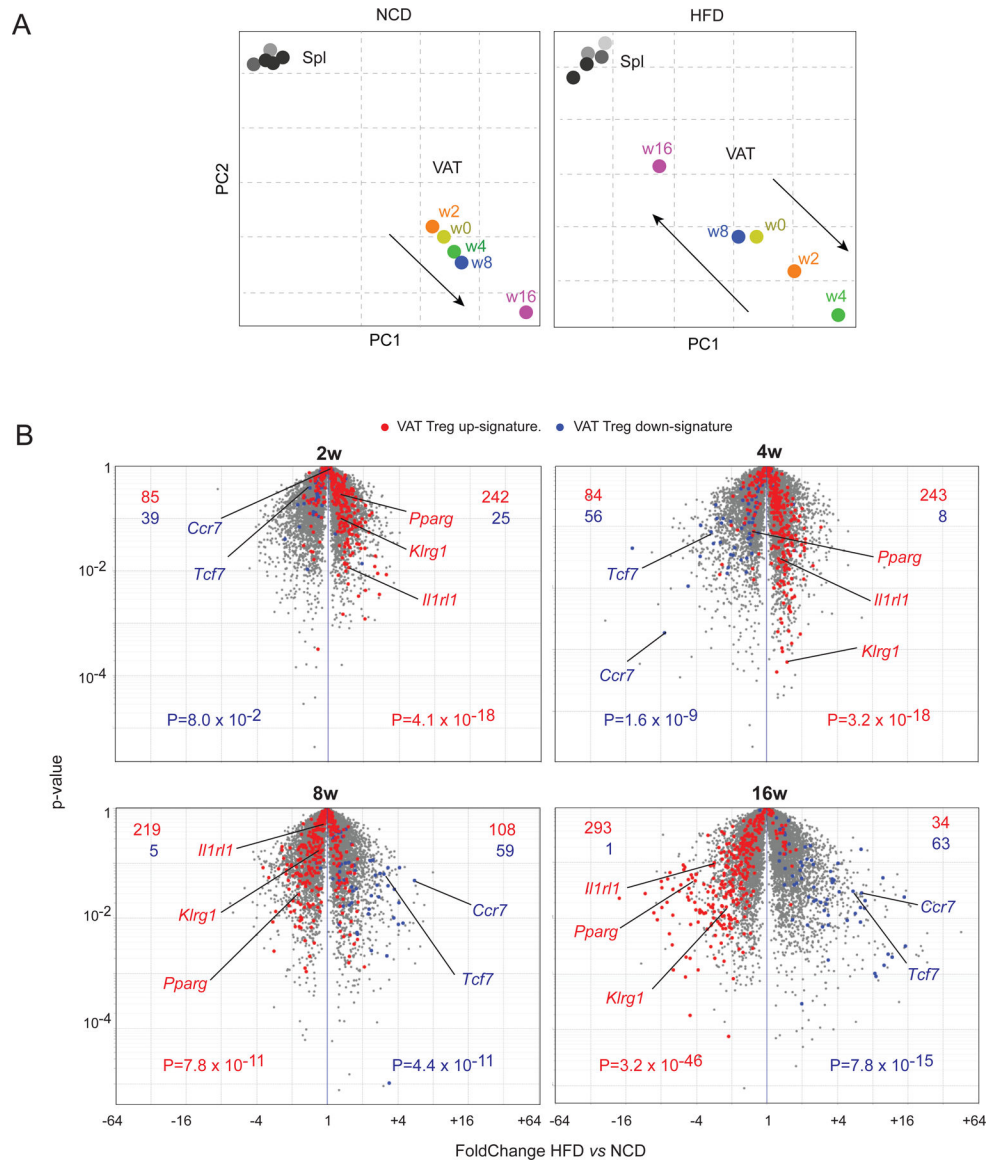 A
NCD
HFD
Spl
VAT
w2
w0
w4
w8
w16
PC2
PC1
Spl
w16
VAT
w8
w0
w2
w4
PC1
B
VAT Treg up-signature.
VAT Treg down-signature
2w
4w
1
85
39
242
25
Ccr7
Pparg
Klrg1
Tcf7
Il1rl1
10-2
10-4
P=8.0 x 10-2
P=4.1 x 10-18
84
56
243
8
Tcf7
Pparg
Il1rl1
Klrg1
Ccr7
P=1.6 x 10-9
P=3.2 x 10-18
p-value
8w
16w
1
219
5
108
59
Il1rl1
Klrg1
Ccr7
Pparg
Tcf7
10-2
10-4
P=7.8 x 10-11
P=4.4 x 10-11
293
1
34
63
Il1rl1
Pparg
Ccr7
Klrg1
Tcf7
P=3.2 x 10-46
P=7.8 x 10-15
-64 -16 -4 1 +4 +16 +64
-64 -16 -4 1 +4 +16 +64
FoldChange HFD vs NCD